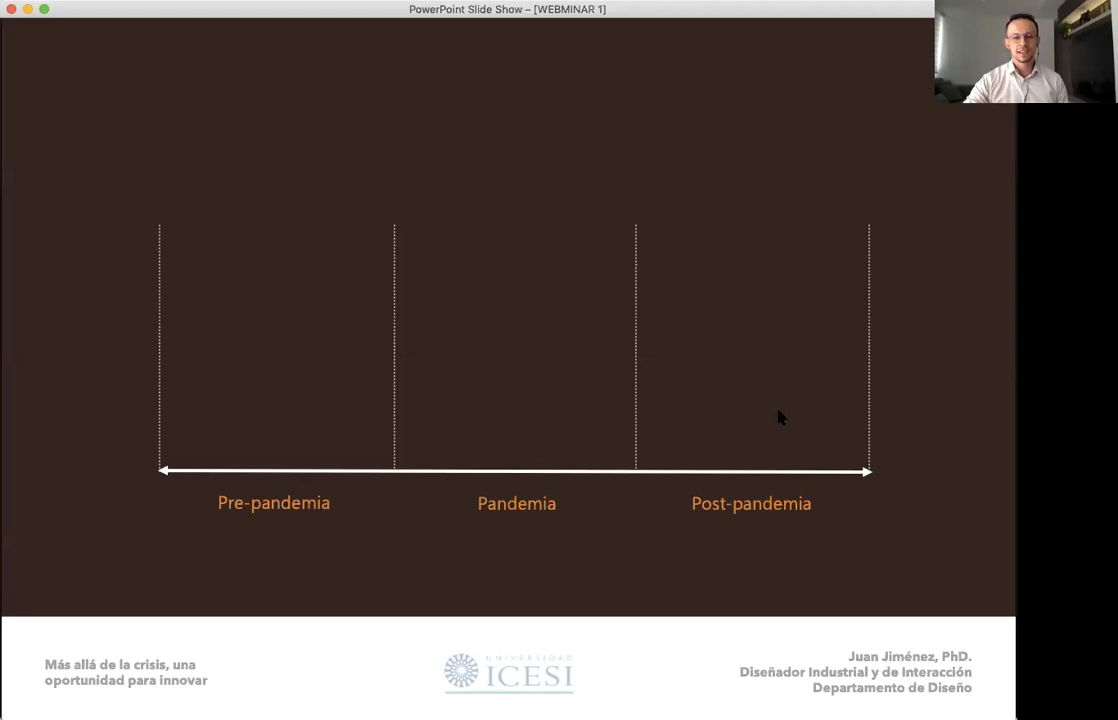 PowerPoint Slide Show – [WEBMINAR 1]
Pre-pandemia
Pandemia
Post-pandemia
Más allá de la crisis, una
oportunidad para innovar
UNIVERSIDAD
ICESI
Juan Jiménez, PhD.
Diseñador Industrial y de Interacción
Departamento de Diseño